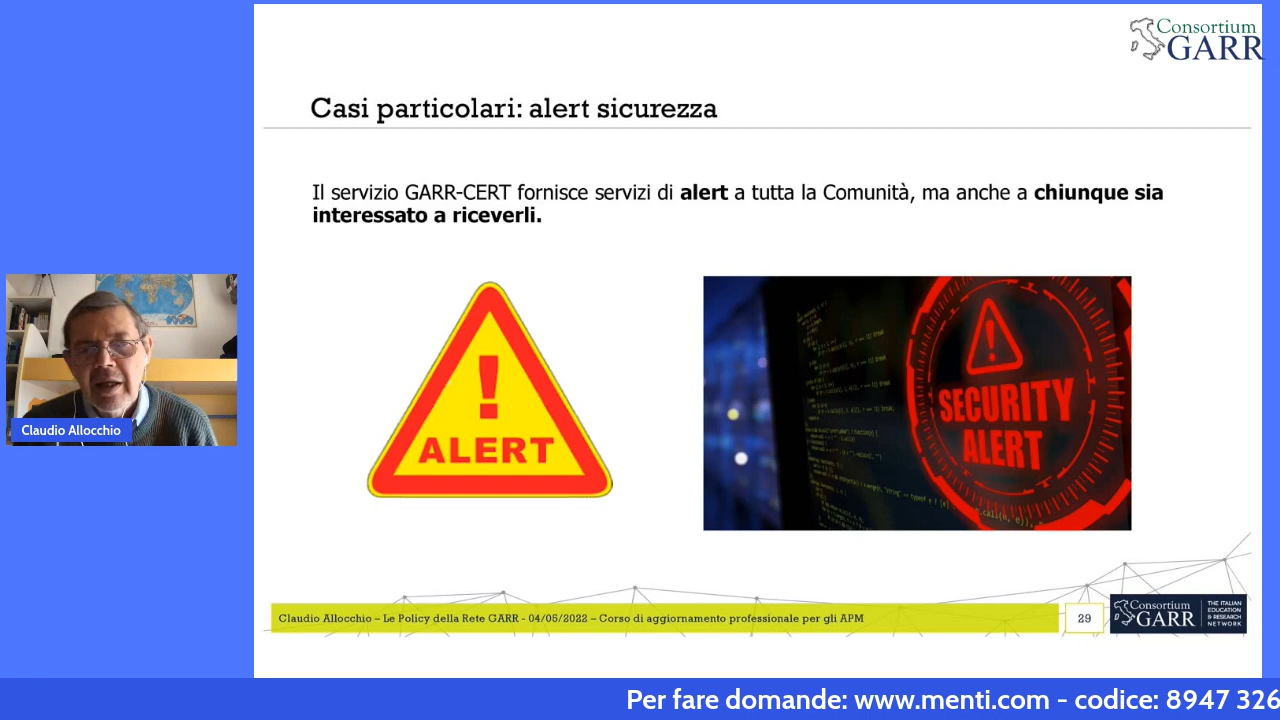 Consortium
GARR
Casi particolari: alert sicurezza
Il servizio GARR-CERT fornisce servizi di alert a tutta la Comunità, ma anche a chiunque sia
interessato a riceverli.
ALERT
SECURITY
ALERT
Claudio Allocchio
Claudio Allocchio – Le Policy della Rete GARR - 04/05/2022 – Corso di aggiornamento professionale per gli APM
29
Consortium
GARR
THE ITALIAN
EDUCATION
& RESEARCH
NETWORK
Per fare domande: www.menti.com - codice: 8947 326